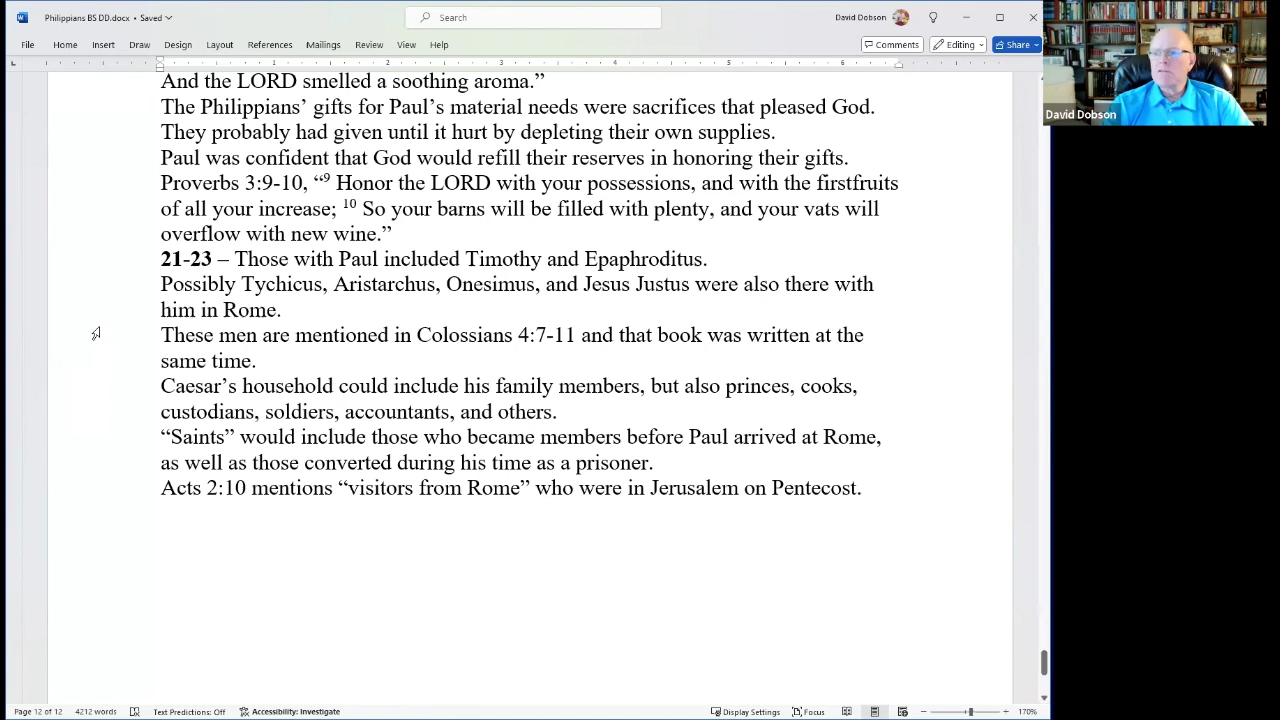 Philippians BS DD.docx • Saved
Search
David Dobson
File Home Insert Draw Design Layout References Mailings Review View Help
Comments Editing Share
1 2 3 4 5 6
And the LORD smelled a soothing aroma.”
The Philippians’ gifts for Paul’s material needs were sacrifices that pleased God.
They probably had given until it hurt by depleting their own supplies.
Paul was confident that God would refill their reserves in honoring their gifts.
Proverbs 3:9-10, “9 Honor the LORD with your possessions, and with the firstfruits
of all your increase; 10 So your barns will be filled with plenty, and your vats will
overflow with new wine.”
21-23 – Those with Paul included Timothy and Epaphroditus.
Possibly Tychicus, Aristarchus, Onesimus, and Jesus Justus were also there with
him in Rome.
These men are mentioned in Colossians 4:7-11 and that book was written at the
same time.
Caesar’s household could include his family members, but also princes, cooks,
custodians, soldiers, accountants, and others.
“Saints” would include those who became members before Paul arrived at Rome,
as well as those converted during his time as a prisoner.
Acts 2:10 mentions “visitors from Rome” who were in Jerusalem on Pentecost.
Page 12 of 12 4212 words Text Predictions: Off Accessibility: Investigate Display Settings Focus 170%
David Dobson